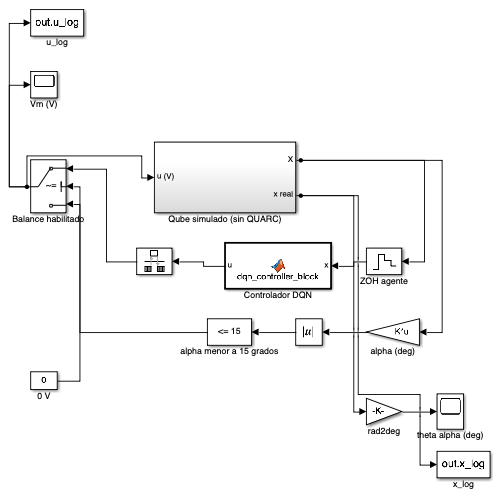 out.u_log
u_log
Vm (V)
X
u (V)
~=
x real
Balance habilitado
Qube simulado (sin QUARC)
u
dqn_controller_block
x
Controlador DQN
ZOH agente
<= 15
|u|
K*u
alpha menor a 15 grados
alpha (deg)
0
0 V
-K-
rad2deg
theta alpha (deg)
out.x_log
x_log